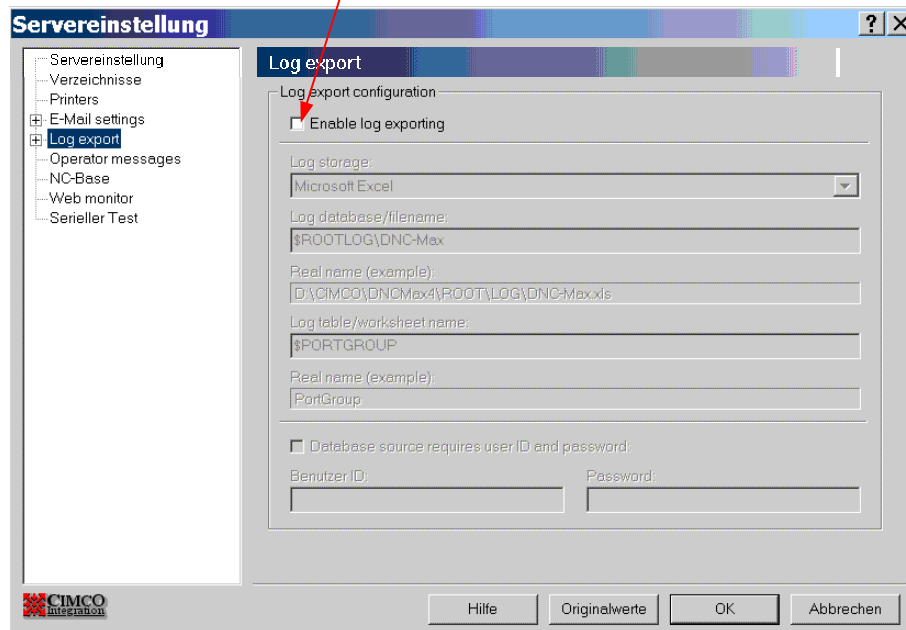 Servereinstellung
Servereinstellung
Verzeichnisse
Printers
E-Mail settings
Log export
Operator messages
NC-Base
Web monitor
Serieller Test
Log export
Log export configuration
Enable log exporting
Log storage:
Microsoft Excel
Log database/filename:
$ROOTLOG\DNC-Max
Real name (example):
D:\CIMCO\DNCMax4\ROOT\LOG\DNC-Max.xls
Log table/worksheet name:
$PORTGROUP
Real name (example):
PortGroup
Database source requires user ID and password:
Benutzer ID: Password:
CIMCO
Integration
Hilfe Originalwerte OK Abbrechen